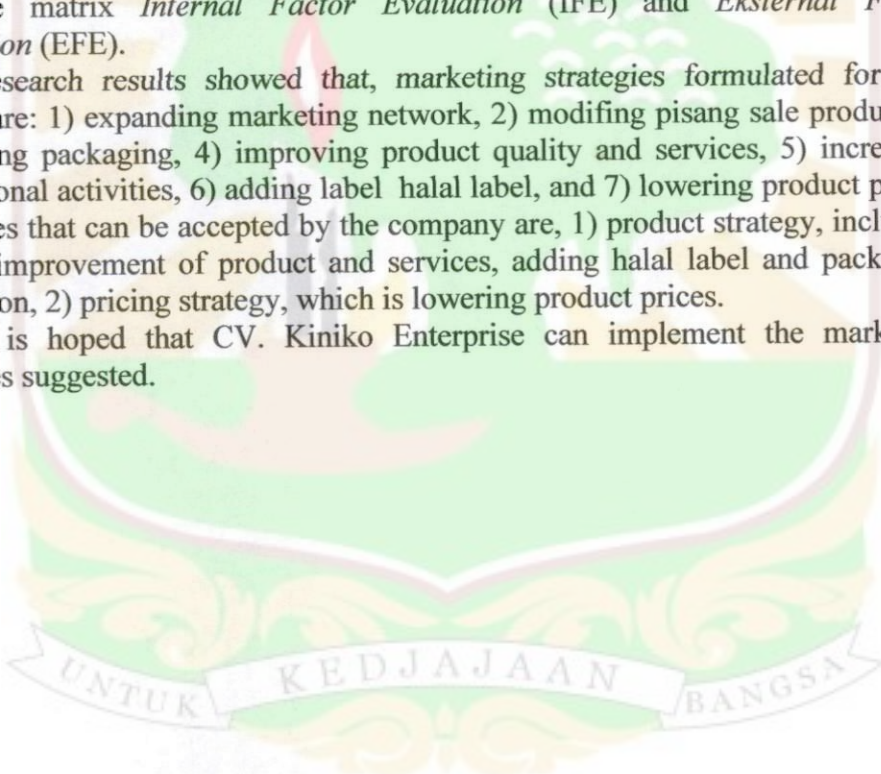 matrix Internal Factor Evaluation (IFE) and Eksternal F
on (EFE).
search results showed that, marketing strategies formulated for
re: 1) expanding marketing network, 2) modifing pisang sale produ
ng packaging, 4) improving product quality and services, 5) incre
onal activities, 6) adding label halal label, and 7) lowering product p
es that can be accepted by the company are, 1) product strategy, incl
improvement of product and services, adding halal label and pack
on, 2) pricing strategy, which is lowering product prices.
is hoped that CV. Kiniko Enterprise can implement the mark
s suggested.
UNTUK KEDJAJAAN BANGSA